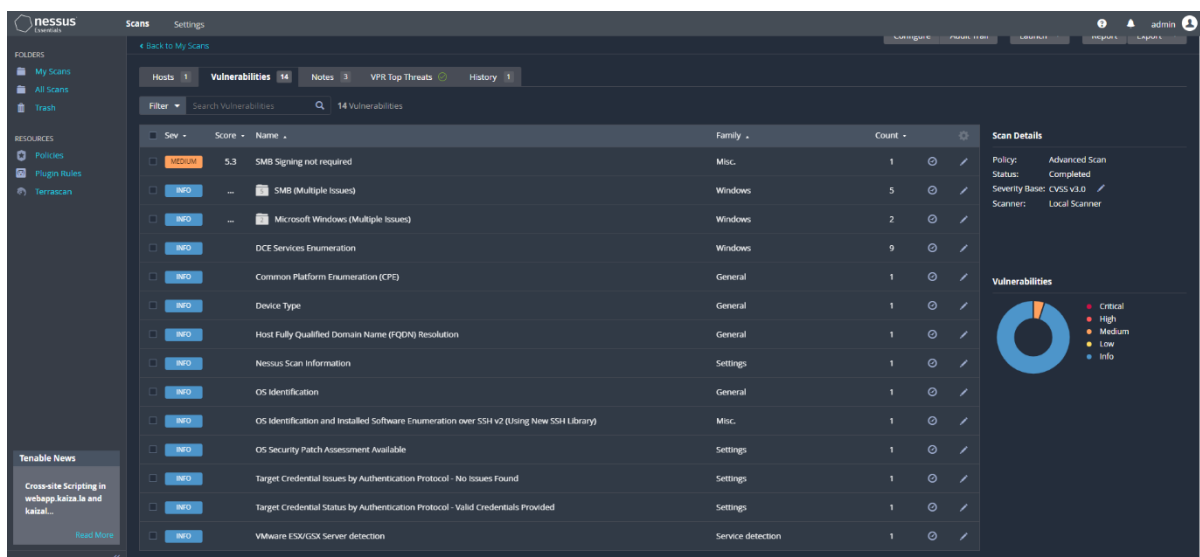 nessus
Essentials
Scans Settings
admin
FOLDERS
My Scans
All Scans
Trash
RESOURCES
Policies
Plugin Rules
Terrascan
Tenable News
Cross-site Scripting in
webapp.kaiza.la and
kaizal...
Read More
Back to My Scans
Configure Audit Trail Launch Report Export
Hosts 1 Vulnerabilities 14 Notes 3 VPR Top Threats History 1
Filter Search Vulnerabilities 14 Vulnerabilities
Sev Score Name Family Count
MEDIUM 5.3 SMB Signing not required Misc. 1
INFO ... SMB (Multiple Issues) Windows 5
INFO ... Microsoft Windows (Multiple Issues) Windows 2
INFO DCE Services Enumeration Windows 9
INFO Common Platform Enumeration (CPE) General 1
INFO Device Type General 1
INFO Host Fully Qualified Domain Name (FQDN) Resolution General 1
INFO Nessus Scan Information Settings 1
INFO OS Identification General 1
INFO OS Identification and Installed Software Enumeration over SSH v2 (Using New SSH Library) Misc. 1
INFO OS Security Patch Assessment Available Settings 1
INFO Target Credential Issues by Authentication Protocol - No Issues Found Settings 1
INFO Target Credential Status by Authentication Protocol - Valid Credentials Provided Settings 1
INFO VMware ESX/GSX Server detection Service detection 1
Scan Details
Policy: Advanced Scan
Status: Completed
Severity Base: CVSS v3.0
Scanner: Local Scanner
Vulnerabilities
Critical
High
Medium
Low
Info